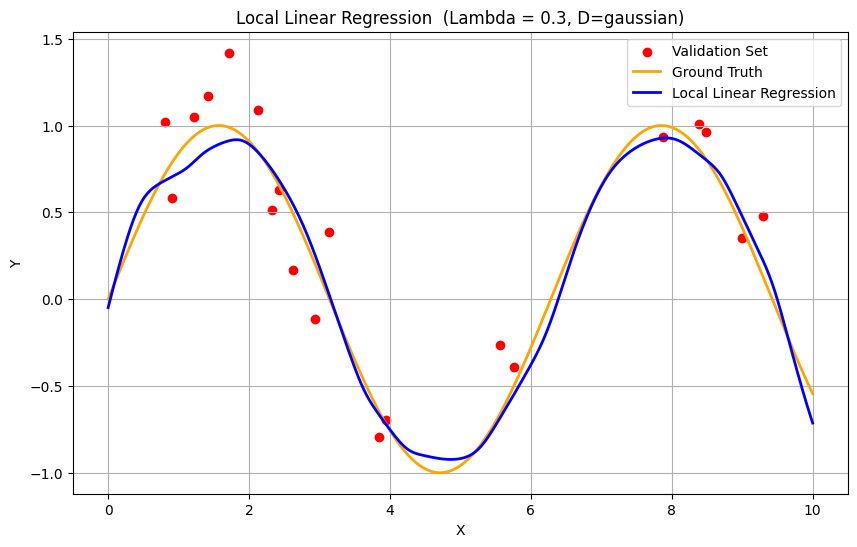 Local Linear Regression  (Lambda = 0.3, D=gaussian)
Validation Set
Ground Truth
Local Linear Regression
1.5
1.0
0.5
0.0
−0.5
−1.0
Y
0 2 4 6 8 10
X